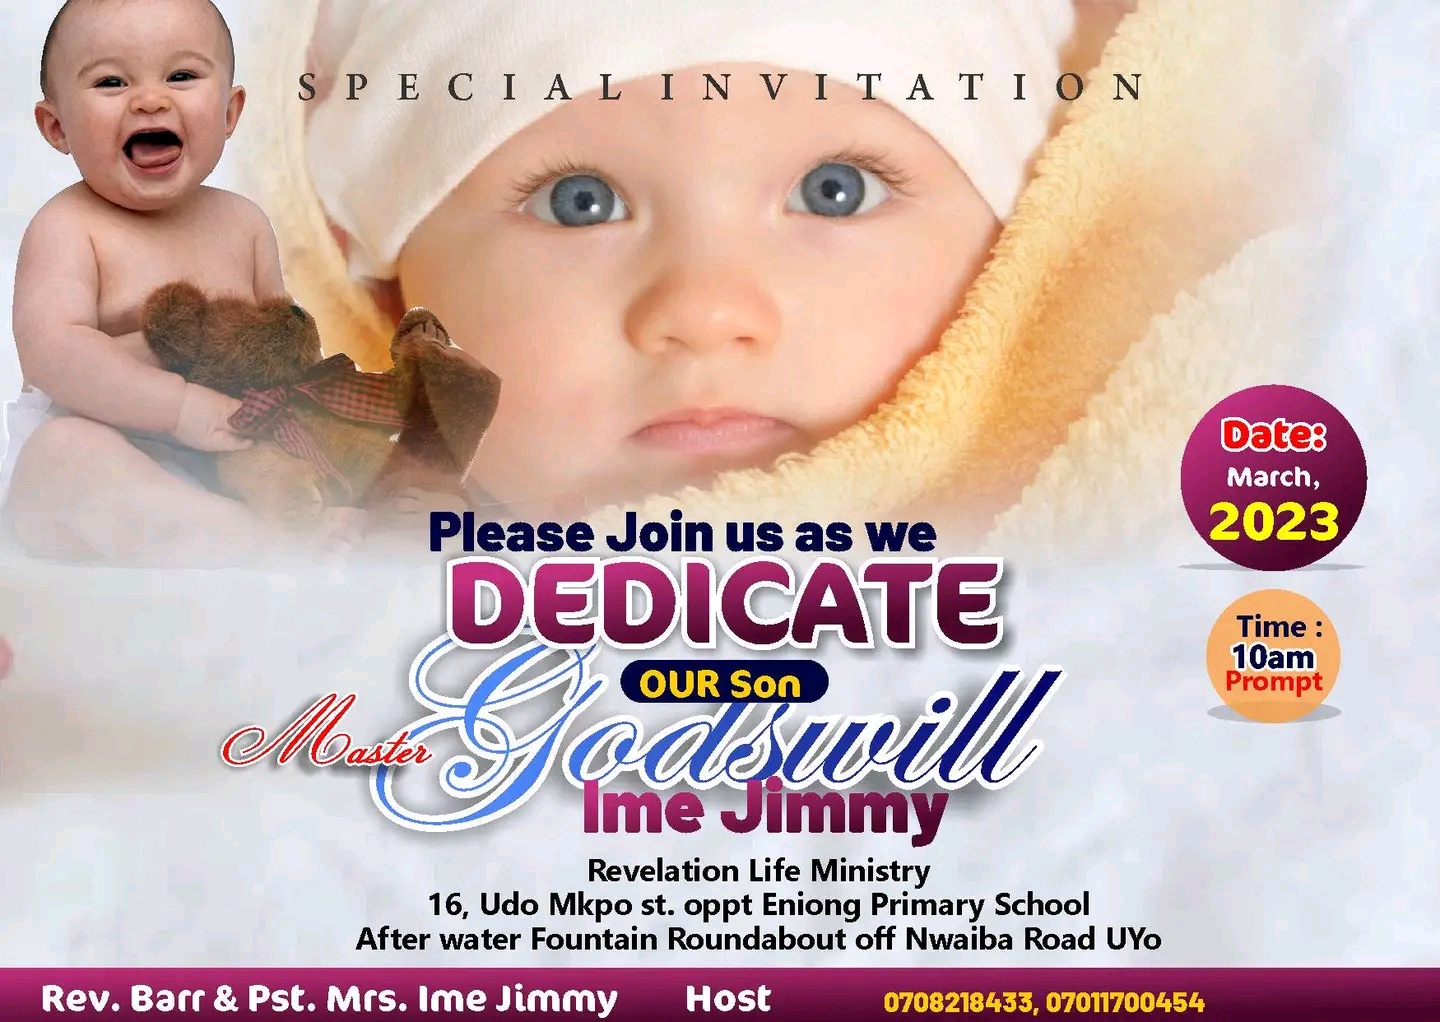 SPECIAL INVITATION
Date:
March,
2023
Please Join us as we
DEDICATE
Time :
10am
Prompt
OUR Son
Master Godswill
Ime Jimmy
Revelation Life Ministry
16, Udo Mkpo st. oppt Eniong Primary School
After water Fountain Roundabout off Nwaiba Road UYo
Rev. Barr & Pst. Mrs. Ime Jimmy Host 0708218433, 07011700454